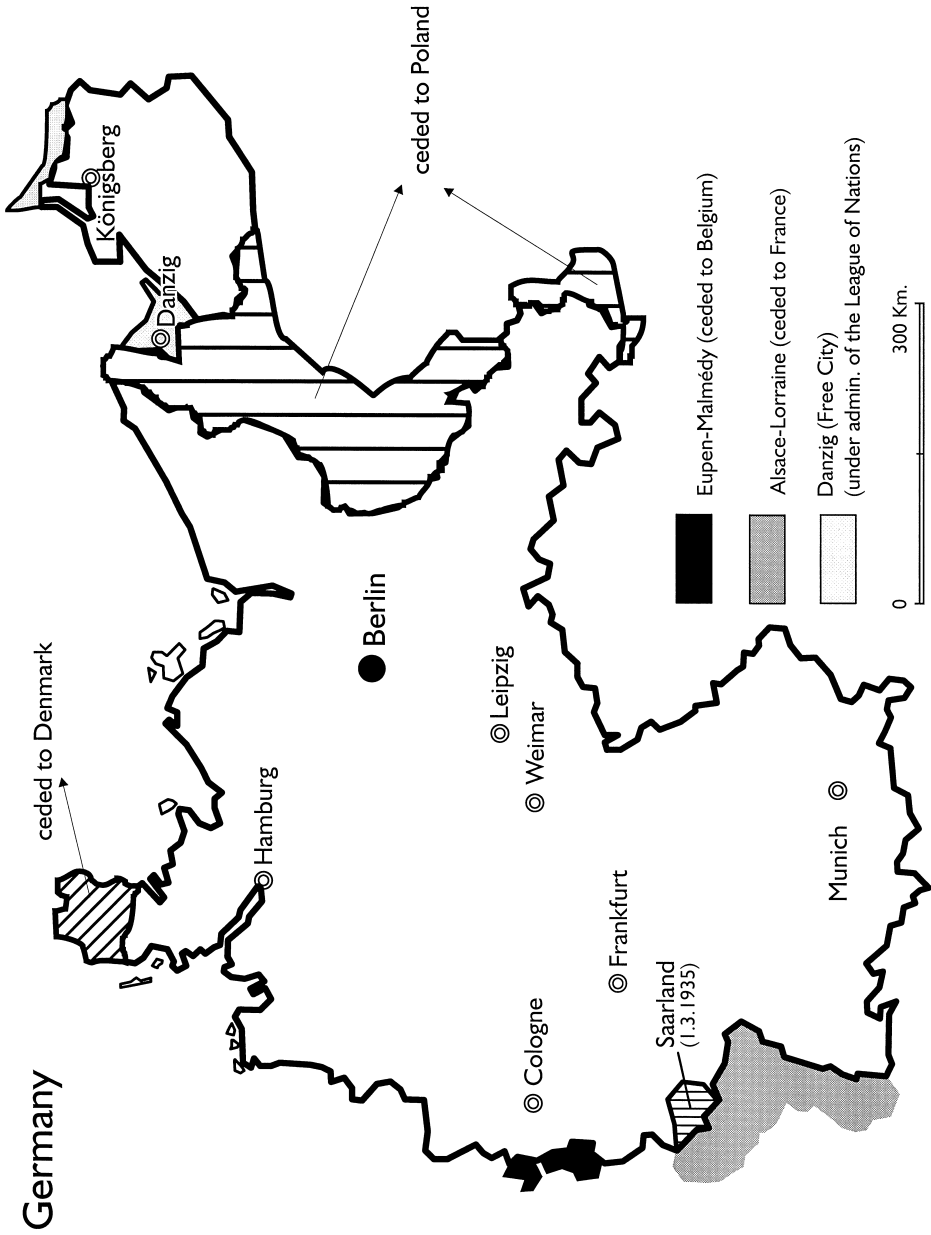 Germany
ceded to Denmark
ceded to Poland
Königsberg
Danzig
Hamburg
Berlin
Leipzig
Weimar
Cologne
Frankfurt
Saarland
(1.3.1935)
Munich
Eupen-Malmédy (ceded to Belgium)
Alsace-Lorraine (ceded to France)
Danzig (Free City)
(under admin. of the League of Nations)
0
300 Km.